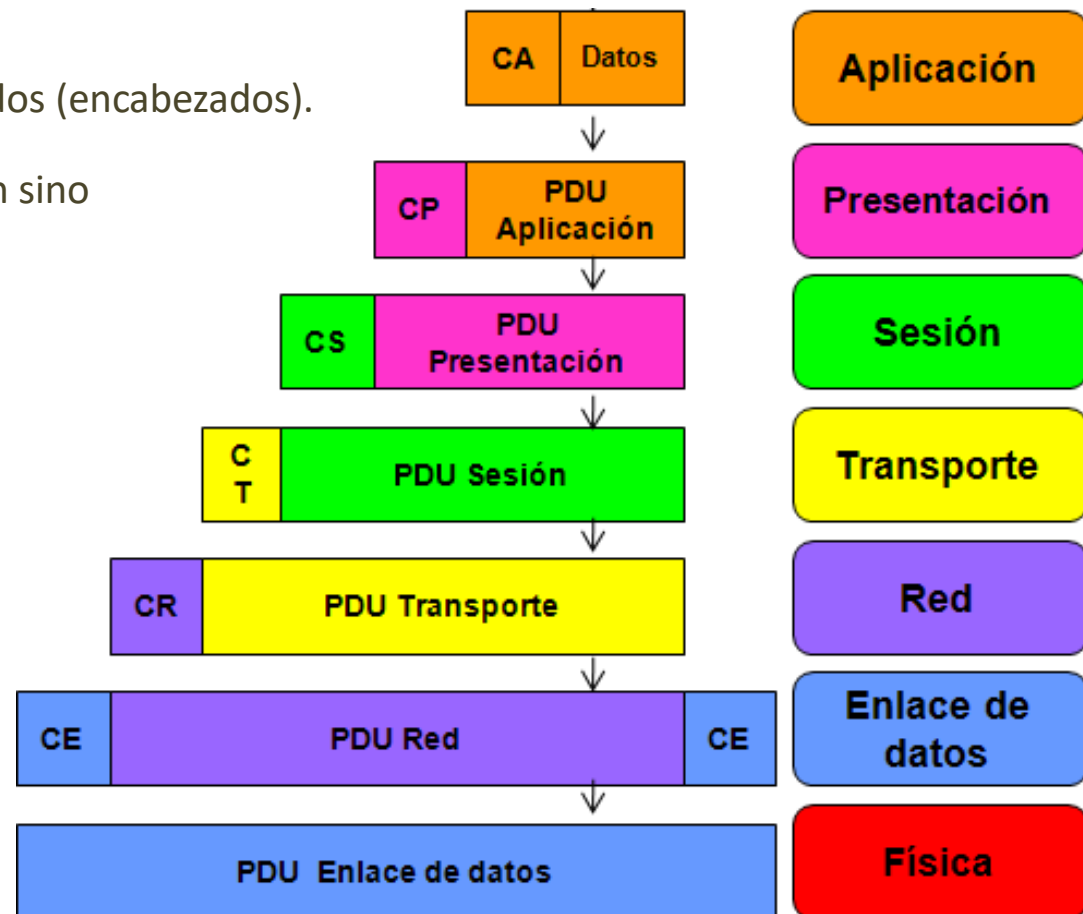 CA
Datos
Aplicación
los (encabezados).
CP
PDU
Aplicación
Presentación
n sino
CS
PDU
Presentación
Sesión
C
T
PDU Sesión
Transporte
CR
PDU Transporte
Red
CE
PDU Red
CE
Enlace de
datos
PDU Enlace de datos
Física